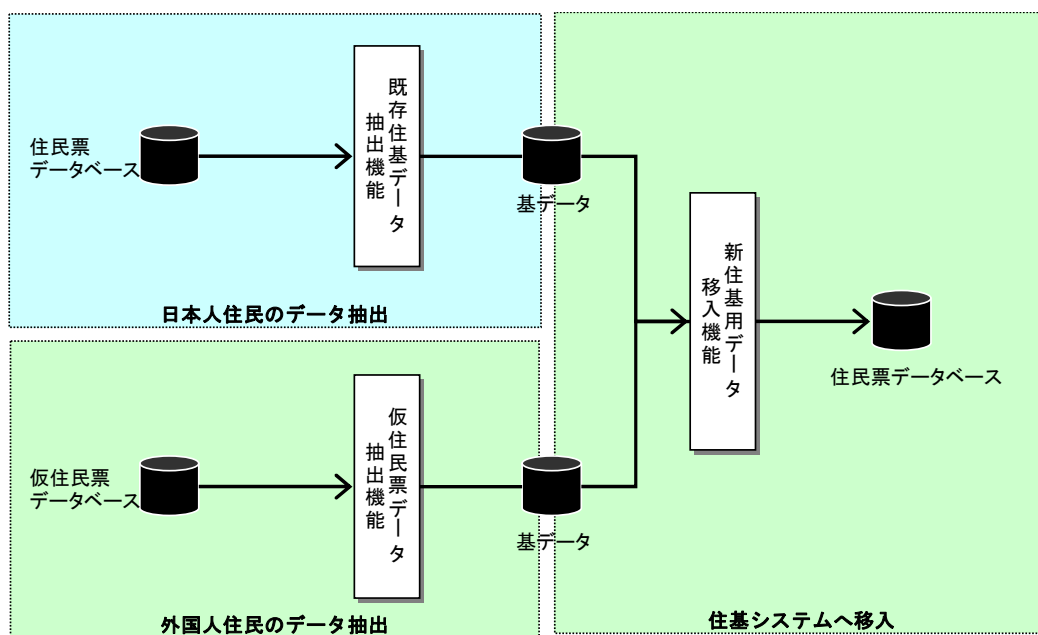 住民票
データベース
既存住基データ
抽出機能
基データ
日本人住民のデータ抽出
仮住民票
データベース
仮住民票データ
抽出機能
基データ
外国人住民のデータ抽出
新住基用データ
移入機能
住民票データベース
住基システムへ移入